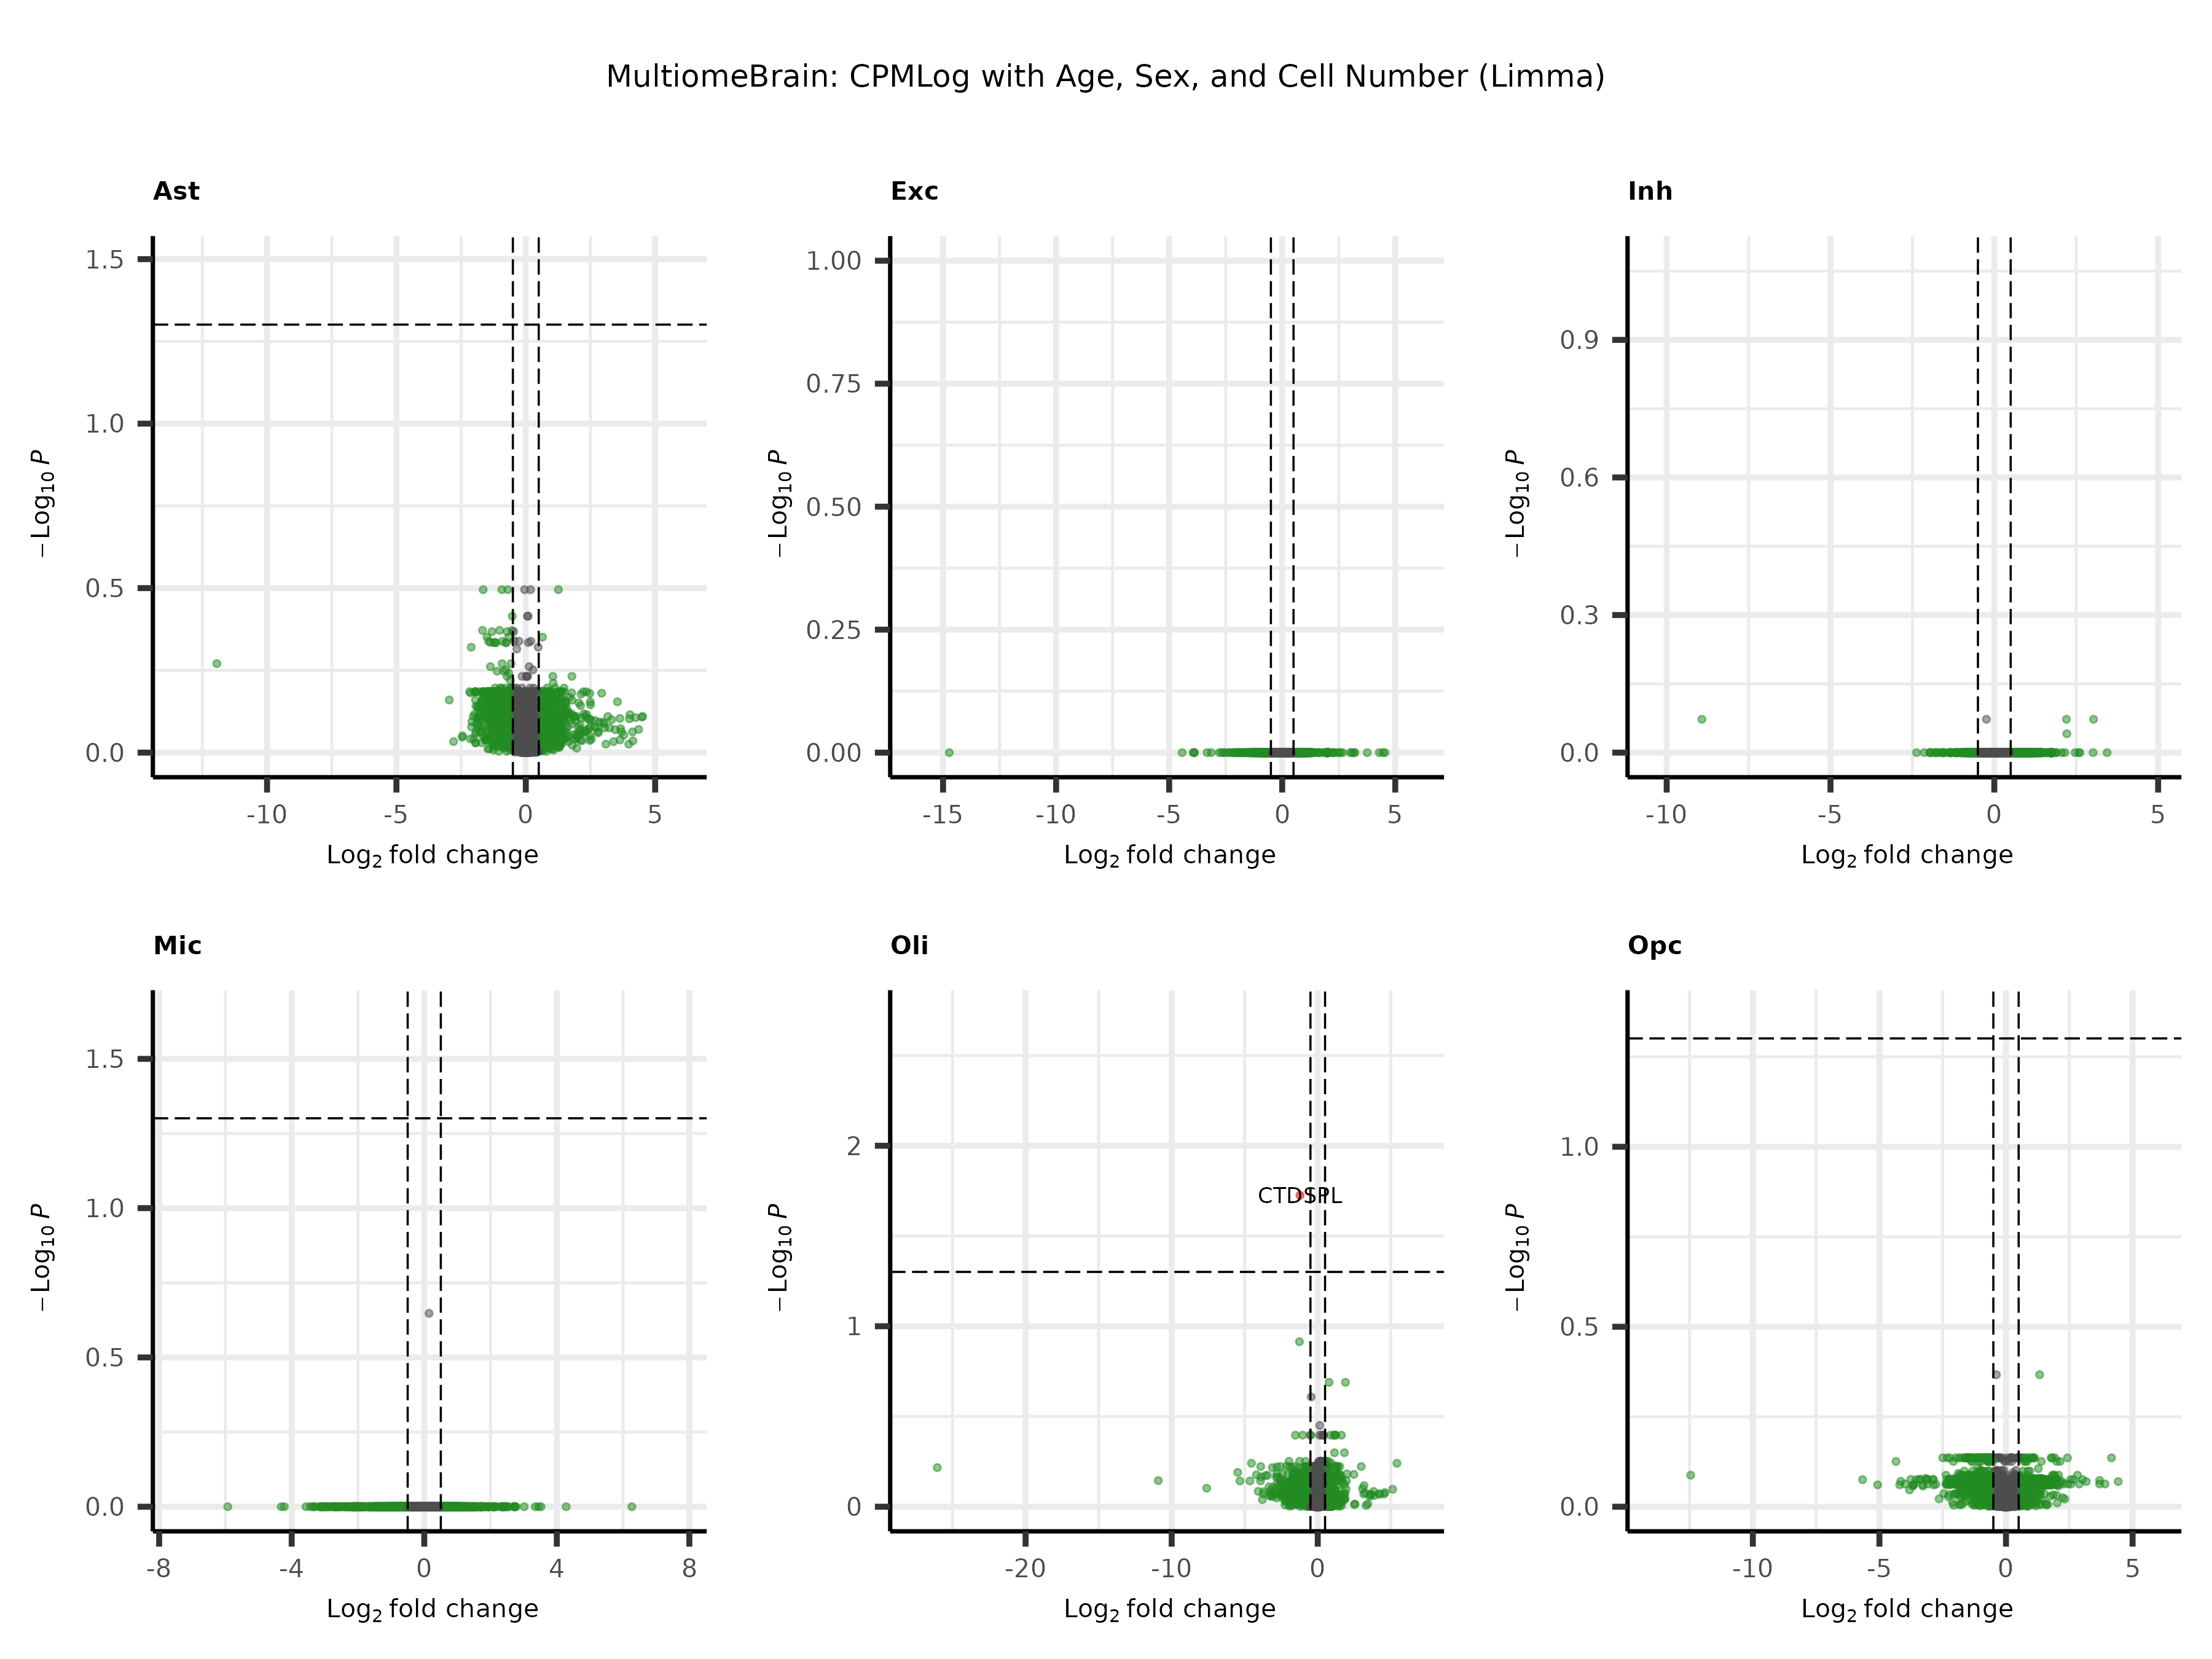 MultiomeBrain: CPMLog with Age, Sex, and Cell Number (Limma)
Ast
1.5
1.0
0.5
0.0
−Log10 P
-10 -5 0 5
Log2 fold change
Exc
1.00
0.75
0.50
0.25
0.00
−Log10 P
-15 -10 -5 0 5
Log2 fold change
Inh
0.9
0.6
0.3
0.0
−Log10 P
-10 -5 0 5
Log2 fold change
Mic
1.5
1.0
0.5
0.0
−Log10 P
-8 -4 0 4 8
Log2 fold change
Oli
2
CTDSPL
1
0
−Log10 P
-20 -10 0
Log2 fold change
Opc
1.0
0.5
0.0
−Log10 P
-10 -5 0 5
Log2 fold change